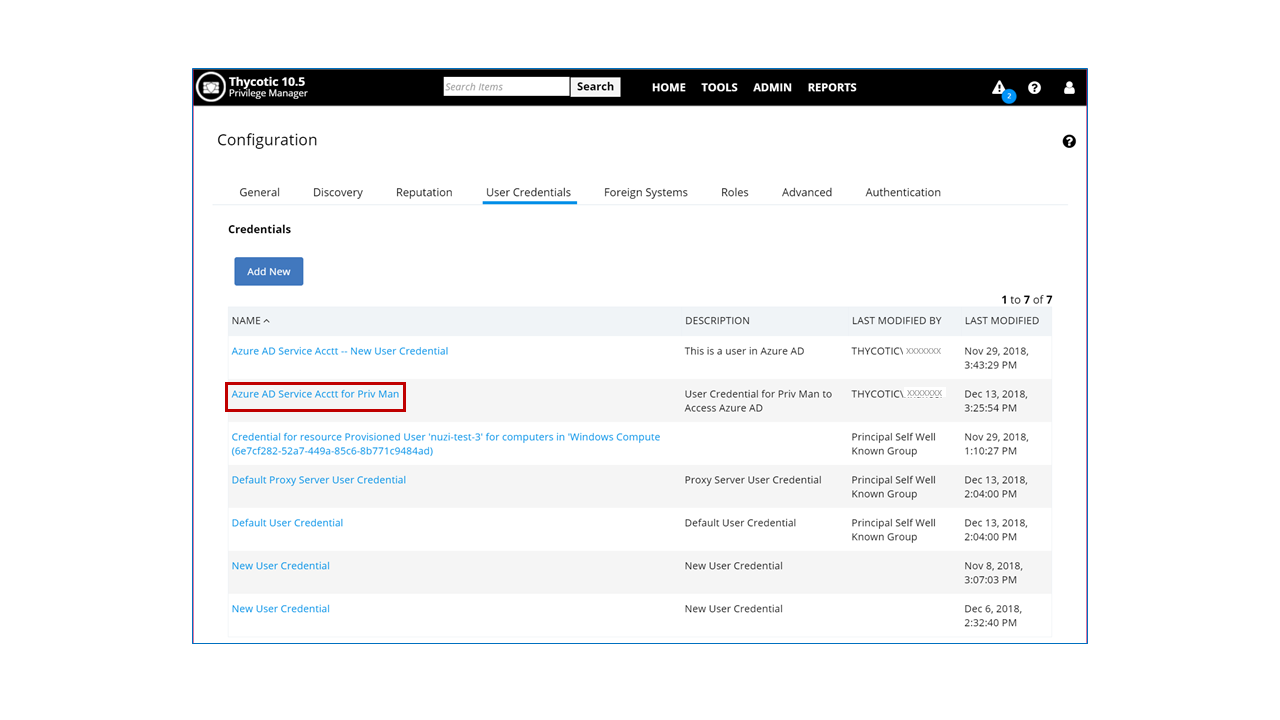 Thycotic 10.5
Privilege Manager
Search Items
Search
HOME TOOLS ADMIN REPORTS
2
Configuration
General Discovery Reputation User Credentials Foreign Systems Roles Advanced Authentication
Credentials
Add New
1 to 7 of 7
NAME DESCRIPTION LAST MODIFIED BY LAST MODIFIED
Azure AD Service Acctt -- New User Credential This is a user in Azure AD THYCOTIC\ XXXXXXX Nov 29, 2018,
3:43:29 PM
Azure AD Service Acctt for Priv Man User Credential for Priv Man to THYCOTIC\ XXXXXXX Dec 13, 2018,
Access Azure AD 3:25:54 PM
Credential for resource Provisioned User 'nuzi-test-3' for computers in 'Windows Compute Principal Self Well Nov 29, 2018,
(6e7cf282-52a7-449a-85c6-8b771c9484ad) Known Group 1:10:27 PM
Default Proxy Server User Credential Proxy Server User Credential Principal Self Well Dec 13, 2018,
Known Group 2:04:00 PM
Default User Credential Default User Credential Principal Self Well Dec 13, 2018,
Known Group 2:04:00 PM
New User Credential New User Credential Nov 8, 2018,
3:07:03 PM
New User Credential New User Credential Dec 6, 2018,
2:32:40 PM